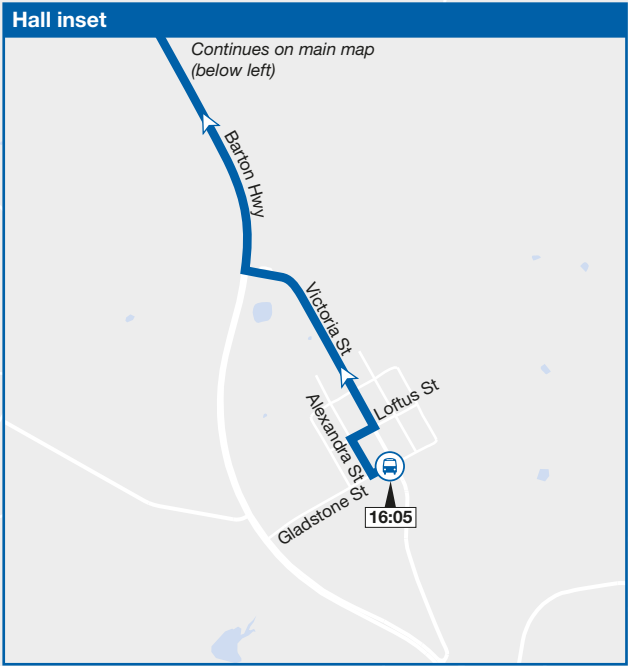 Hall inset
Continues on main map
(below left)
Barton Hwy
Victoria St
Loftus St
Alexandra St
Gladstone St
16:05